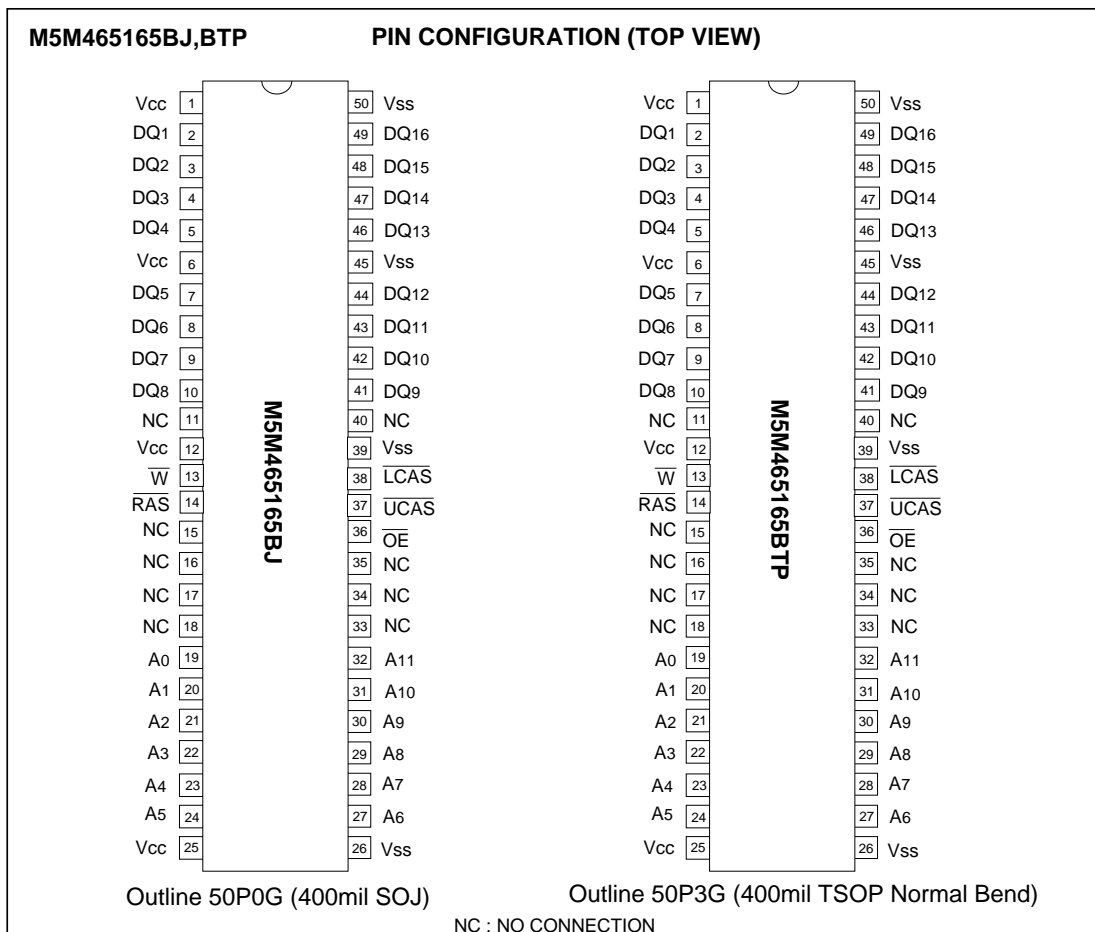 M5M465165BJ,BTP PIN CONFIGURATION (TOP VIEW)
Vcc 1 50 Vss
DQ1 2 49 DQ16
DQ2 3 48 DQ15
DQ3 4 47 DQ14
DQ4 5 46 DQ13
Vcc 6 45 Vss
DQ5 7 44 DQ12
DQ6 8 43 DQ11
DQ7 9 42 DQ10
DQ8 10 41 DQ9
NC 11 40 NC
Vcc 12 39 Vss
W 13 38 LCAS
RAS 14 37 UCAS
NC 15 36 OE
NC 16 35 NC
NC 17 34 NC
NC 18 33 NC
A0 19 32 A11
A1 20 31 A10
A2 21 30 A9
A3 22 29 A8
A4 23 28 A7
A5 24 27 A6
Vcc 25 26 Vss
M5M465165BJ
Outline 50P0G (400mil SOJ)
Vcc 1 50 Vss
DQ1 2 49 DQ16
DQ2 3 48 DQ15
DQ3 4 47 DQ14
DQ4 5 46 DQ13
Vcc 6 45 Vss
DQ5 7 44 DQ12
DQ6 8 43 DQ11
DQ7 9 42 DQ10
DQ8 10 41 DQ9
NC 11 40 NC
Vcc 12 39 Vss
W 13 38 LCAS
RAS 14 37 UCAS
NC 15 36 OE
NC 16 35 NC
NC 17 34 NC
NC 18 33 NC
A0 19 32 A11
A1 20 31 A10
A2 21 30 A9
A3 22 29 A8
A4 23 28 A7
A5 24 27 A6
Vcc 25 26 Vss
M5M465165BTP
Outline 50P3G (400mil TSOP Normal Bend)
NC : NO CONNECTION